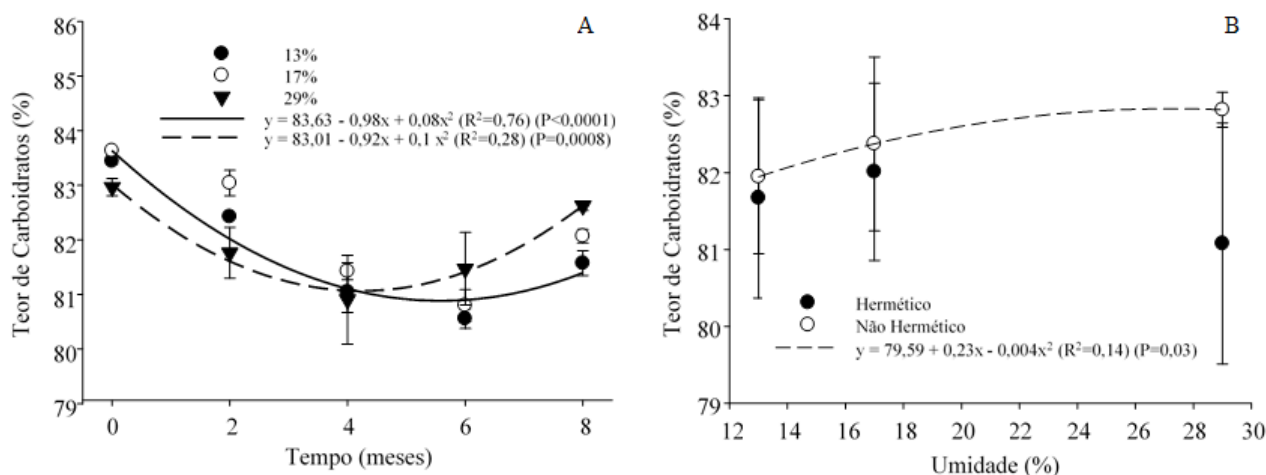 A
86
85
84
83
82
81
80
79
Teor de Carboidratos (%)
13%
17%
29%
y = 83,63 - 0,98x + 0,08x² (R²=0,76) (P<0,0001)
y = 83,01 - 0,92x + 0,1 x² (R²=0,28) (P=0,0008)
0 2 4 6 8
Tempo (meses)
B
84
83
82
81
80
79
Teor de Carboidratos (%)
Hermético
Não Hermético
y = 79,59 + 0,23x - 0,004x² (R²=0,14) (P=0,03)
12 14 16 18 20 22 24 26 28 30
Umidade (%)